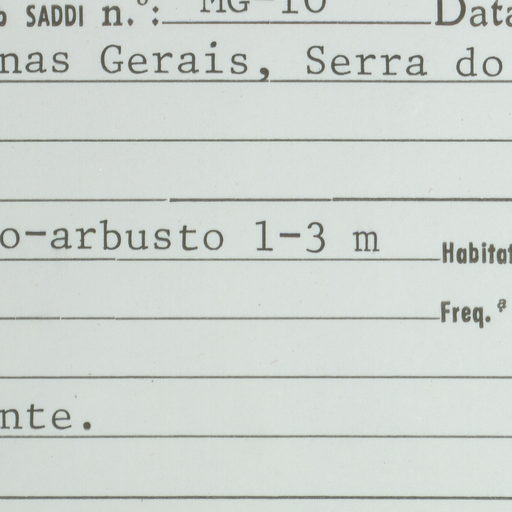 SADDI n.º: MG-10 Data
nas Gerais, Serra do
o-arbusto 1-3 m Habitat
Freq.ª
nte.